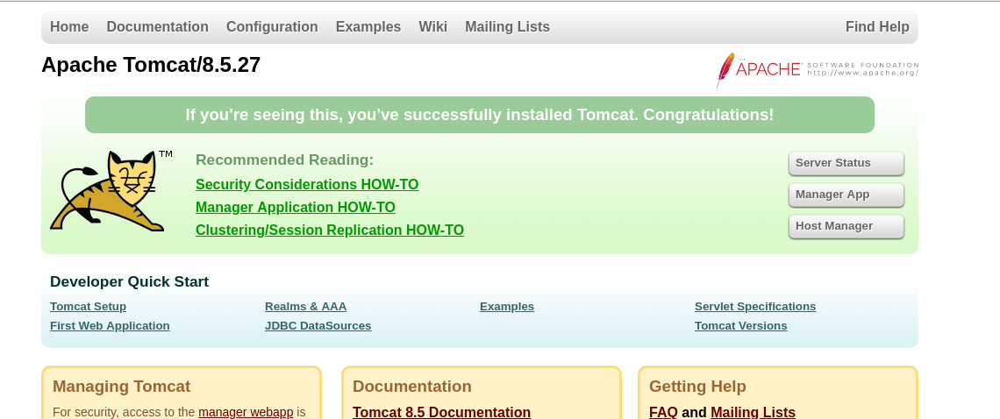 Home Documentation Configuration Examples Wiki Mailing Lists Find Help
Apache Tomcat/8.5.27
THE APACHE® SOFTWARE FOUNDATION
http://www.apache.org/
If you're seeing this, you've successfully installed Tomcat. Congratulations!
TM
Recommended Reading:
Security Considerations HOW-TO
Manager Application HOW-TO
Clustering/Session Replication HOW-TO
Server Status
Manager App
Host Manager
Developer Quick Start
Tomcat Setup Realms & AAA Examples Servlet Specifications
First Web Application JDBC DataSources Tomcat Versions
Managing Tomcat
For security, access to the manager webapp is
Documentation
Tomcat 8.5 Documentation
Getting Help
FAQ and Mailing Lists